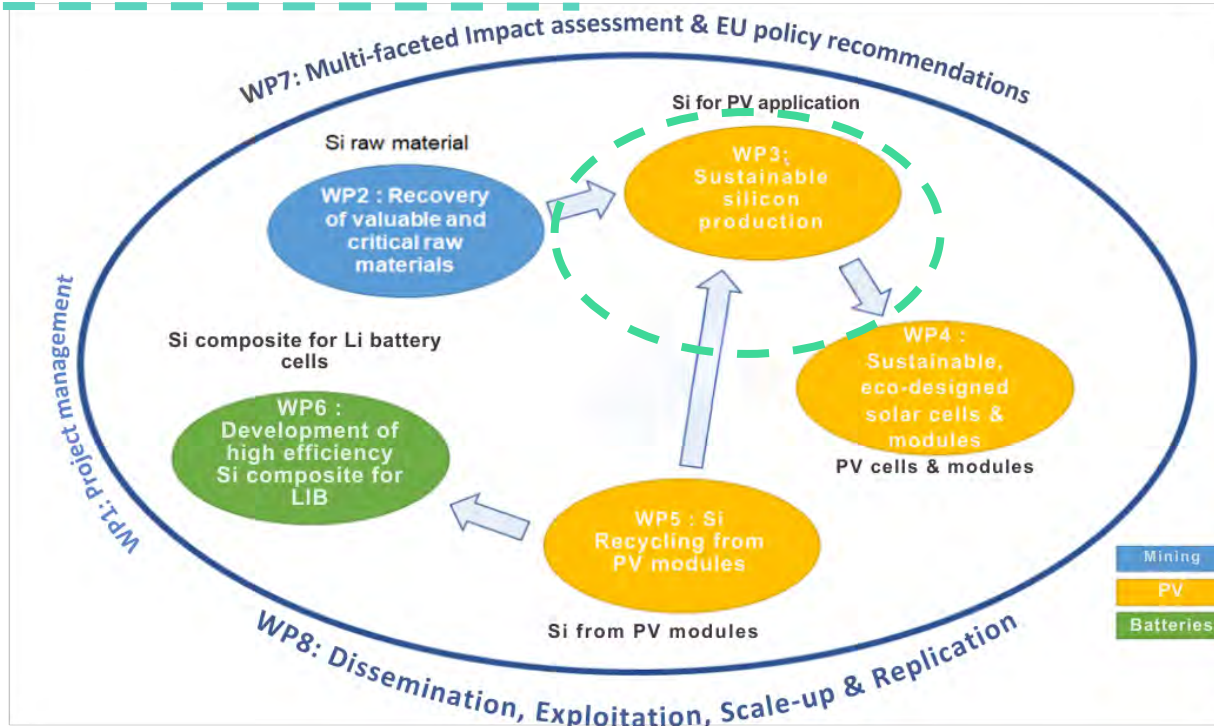 WP7: Multi-faceted Impact assessment & EU policy recommendations
Si for PV application
Si raw material
WP3:
Sustainable
silicon
production
WP2 : Recovery
of valuable and
critical raw
materials
WP1: Project management
Si composite for Li battery
cells
WP4 :
Sustainable,
eco-designed
solar cells &
modules
PV cells & modules
WP6 :
Development of
high efficiency
Si composite for
LIB
WP5 : Si
Recycling from
PV modules
Si from PV modules
Mining
PV
Batteries
WP8: Dissemination, Exploitation, Scale-up & Replication